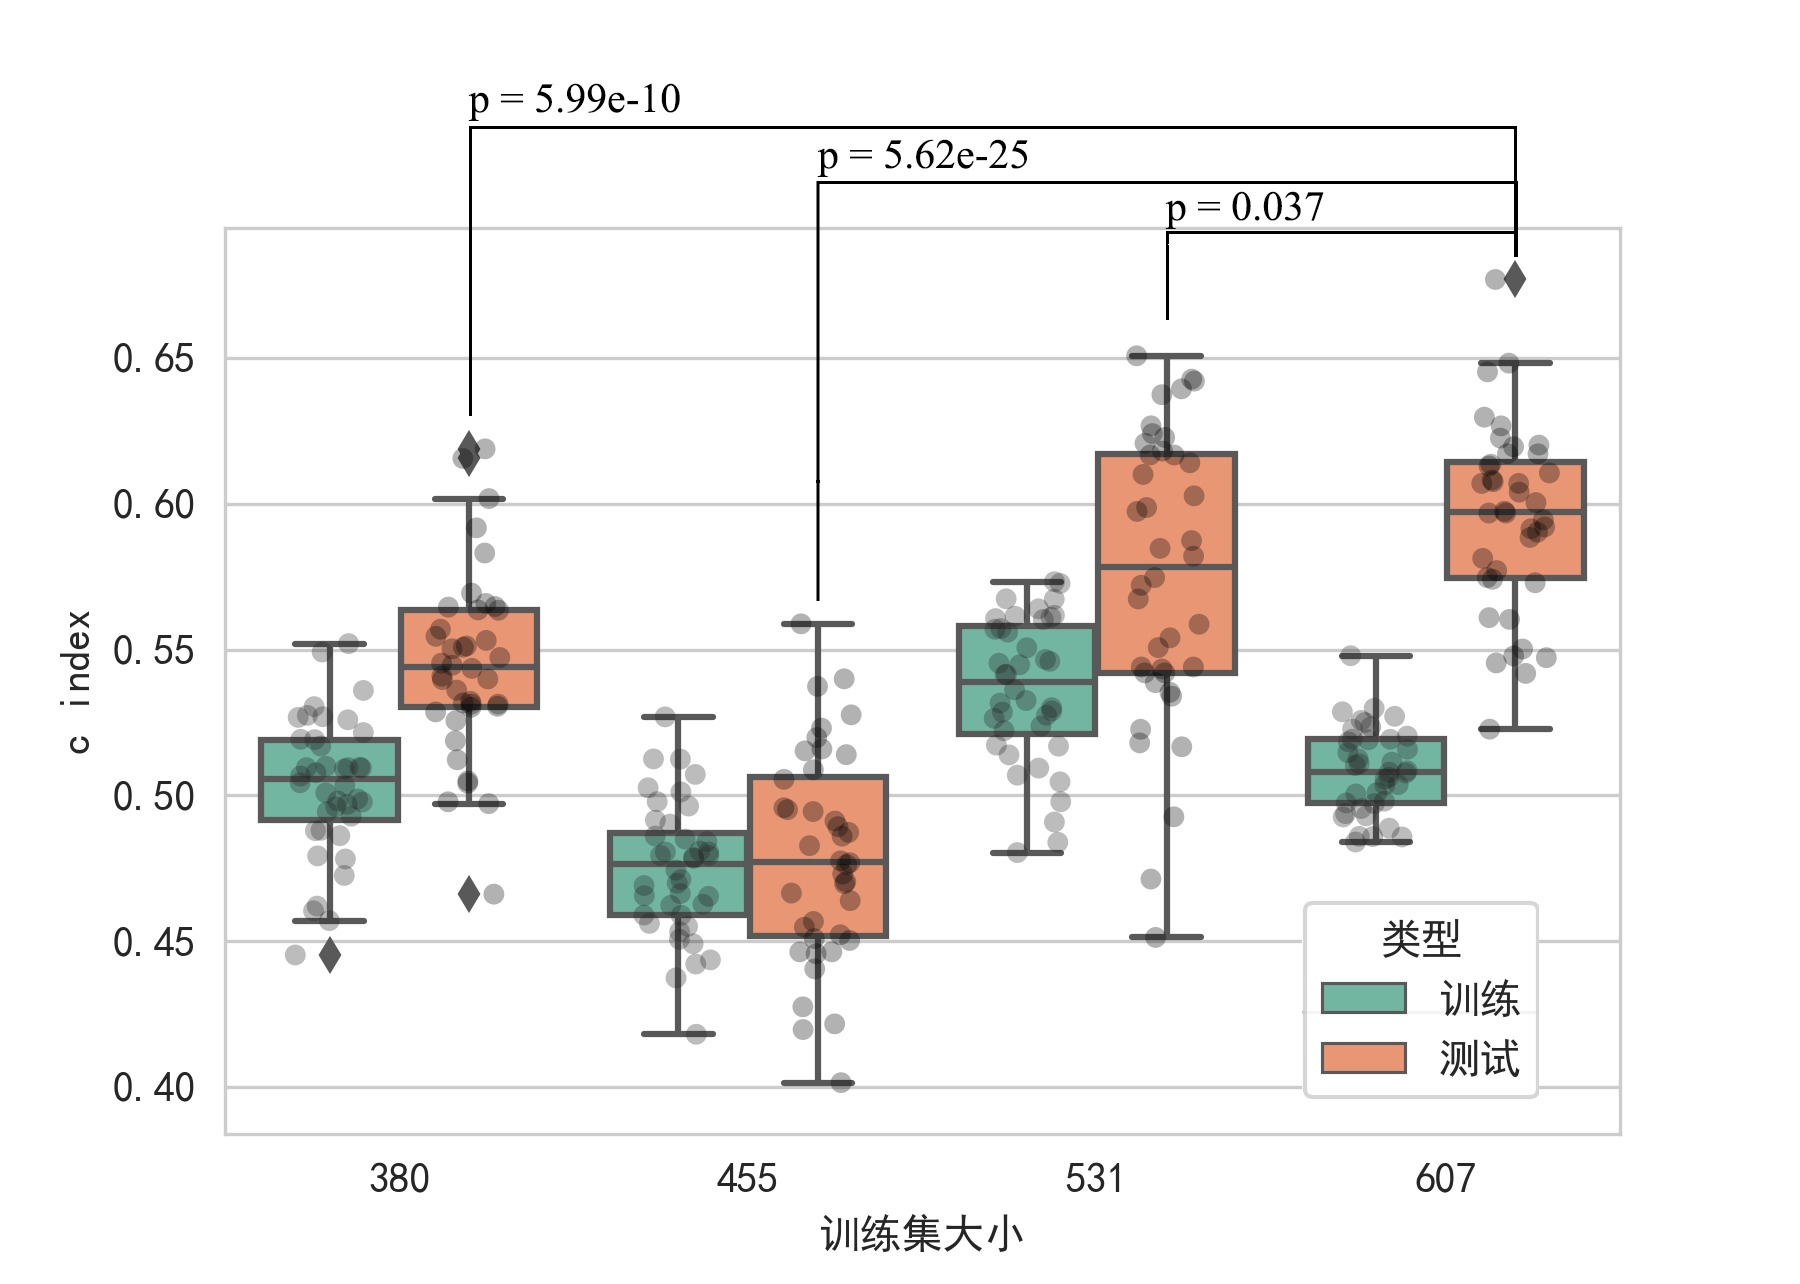 p = 5.99e-10
p = 5.62e-25
p = 0.037
0.65
0.60
0.55
0.50
0.45
0.40
c index
380 455 531 607
训练集大小
类型
训练
测试